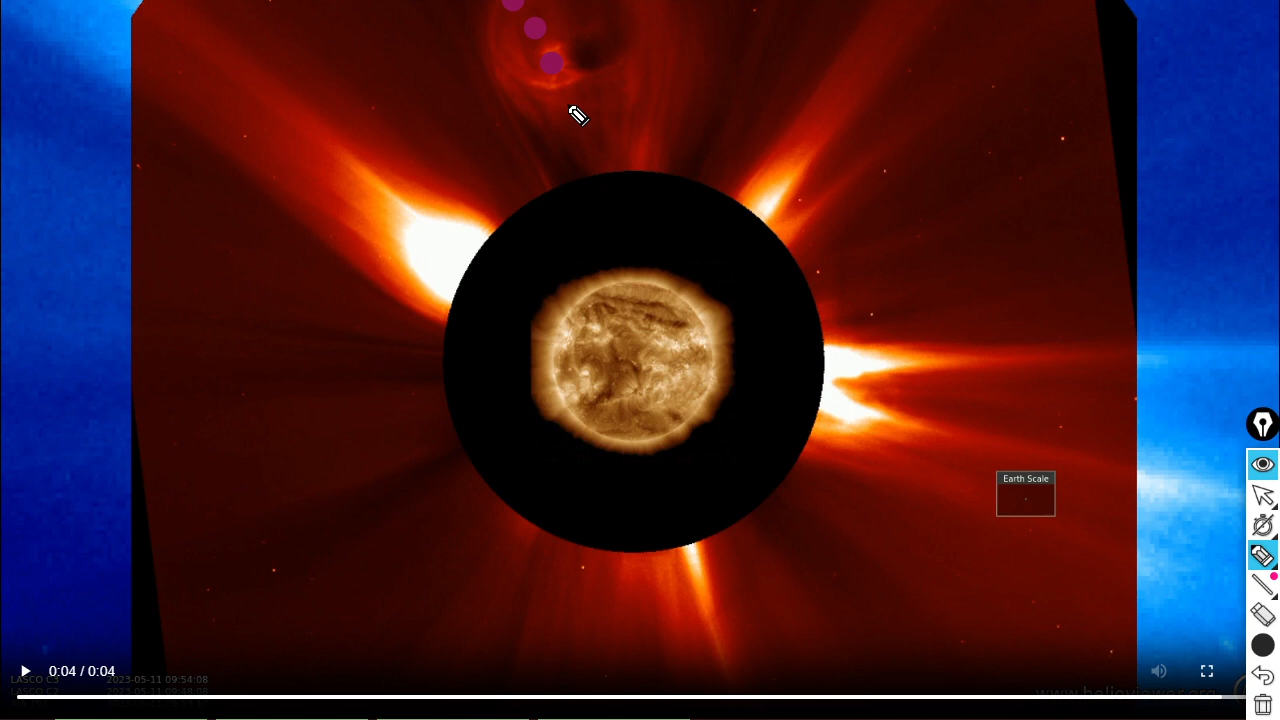 Earth Scale
0:04 / 0:04
LASCO C3 2023-05-11 09:54:08
LASCO C2 2023-05-11 09:48:08
www.helioviewer.org